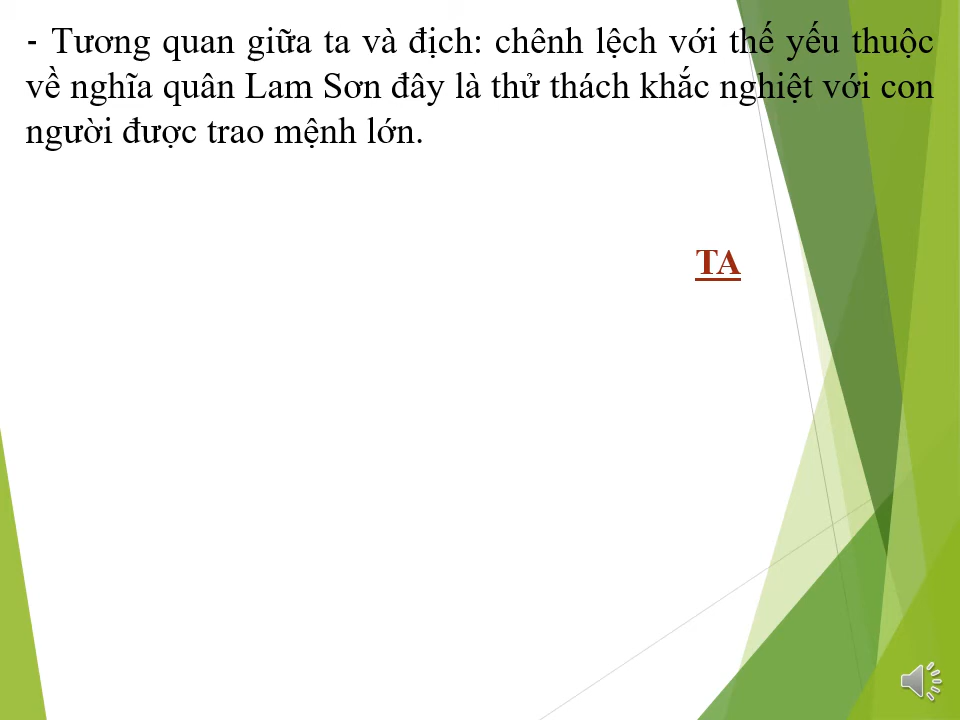 - Tương quan giữa ta và địch: chênh lệch với thế yếu thuộc
về nghĩa quân Lam Sơn đây là thử thách khắc nghiệt với con
người được trao mệnh lớn.
TA